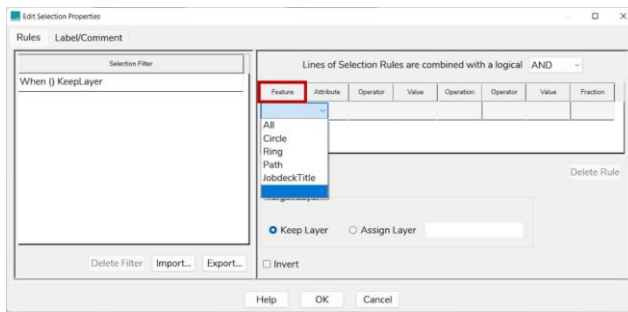 Edit Selection Properties
Rules Label/Comment
Selection Filter
When () KeepLayer
Delete Filter Import... Export...
Lines of Selection Rules are combined with a logical AND
Feature Attribute Operator Value Operation Operator Value Fraction
All
Circle
Ring
Path
JobdeckTitle
Delete Rule
Keep Layer Assign Layer
Invert
Help OK Cancel